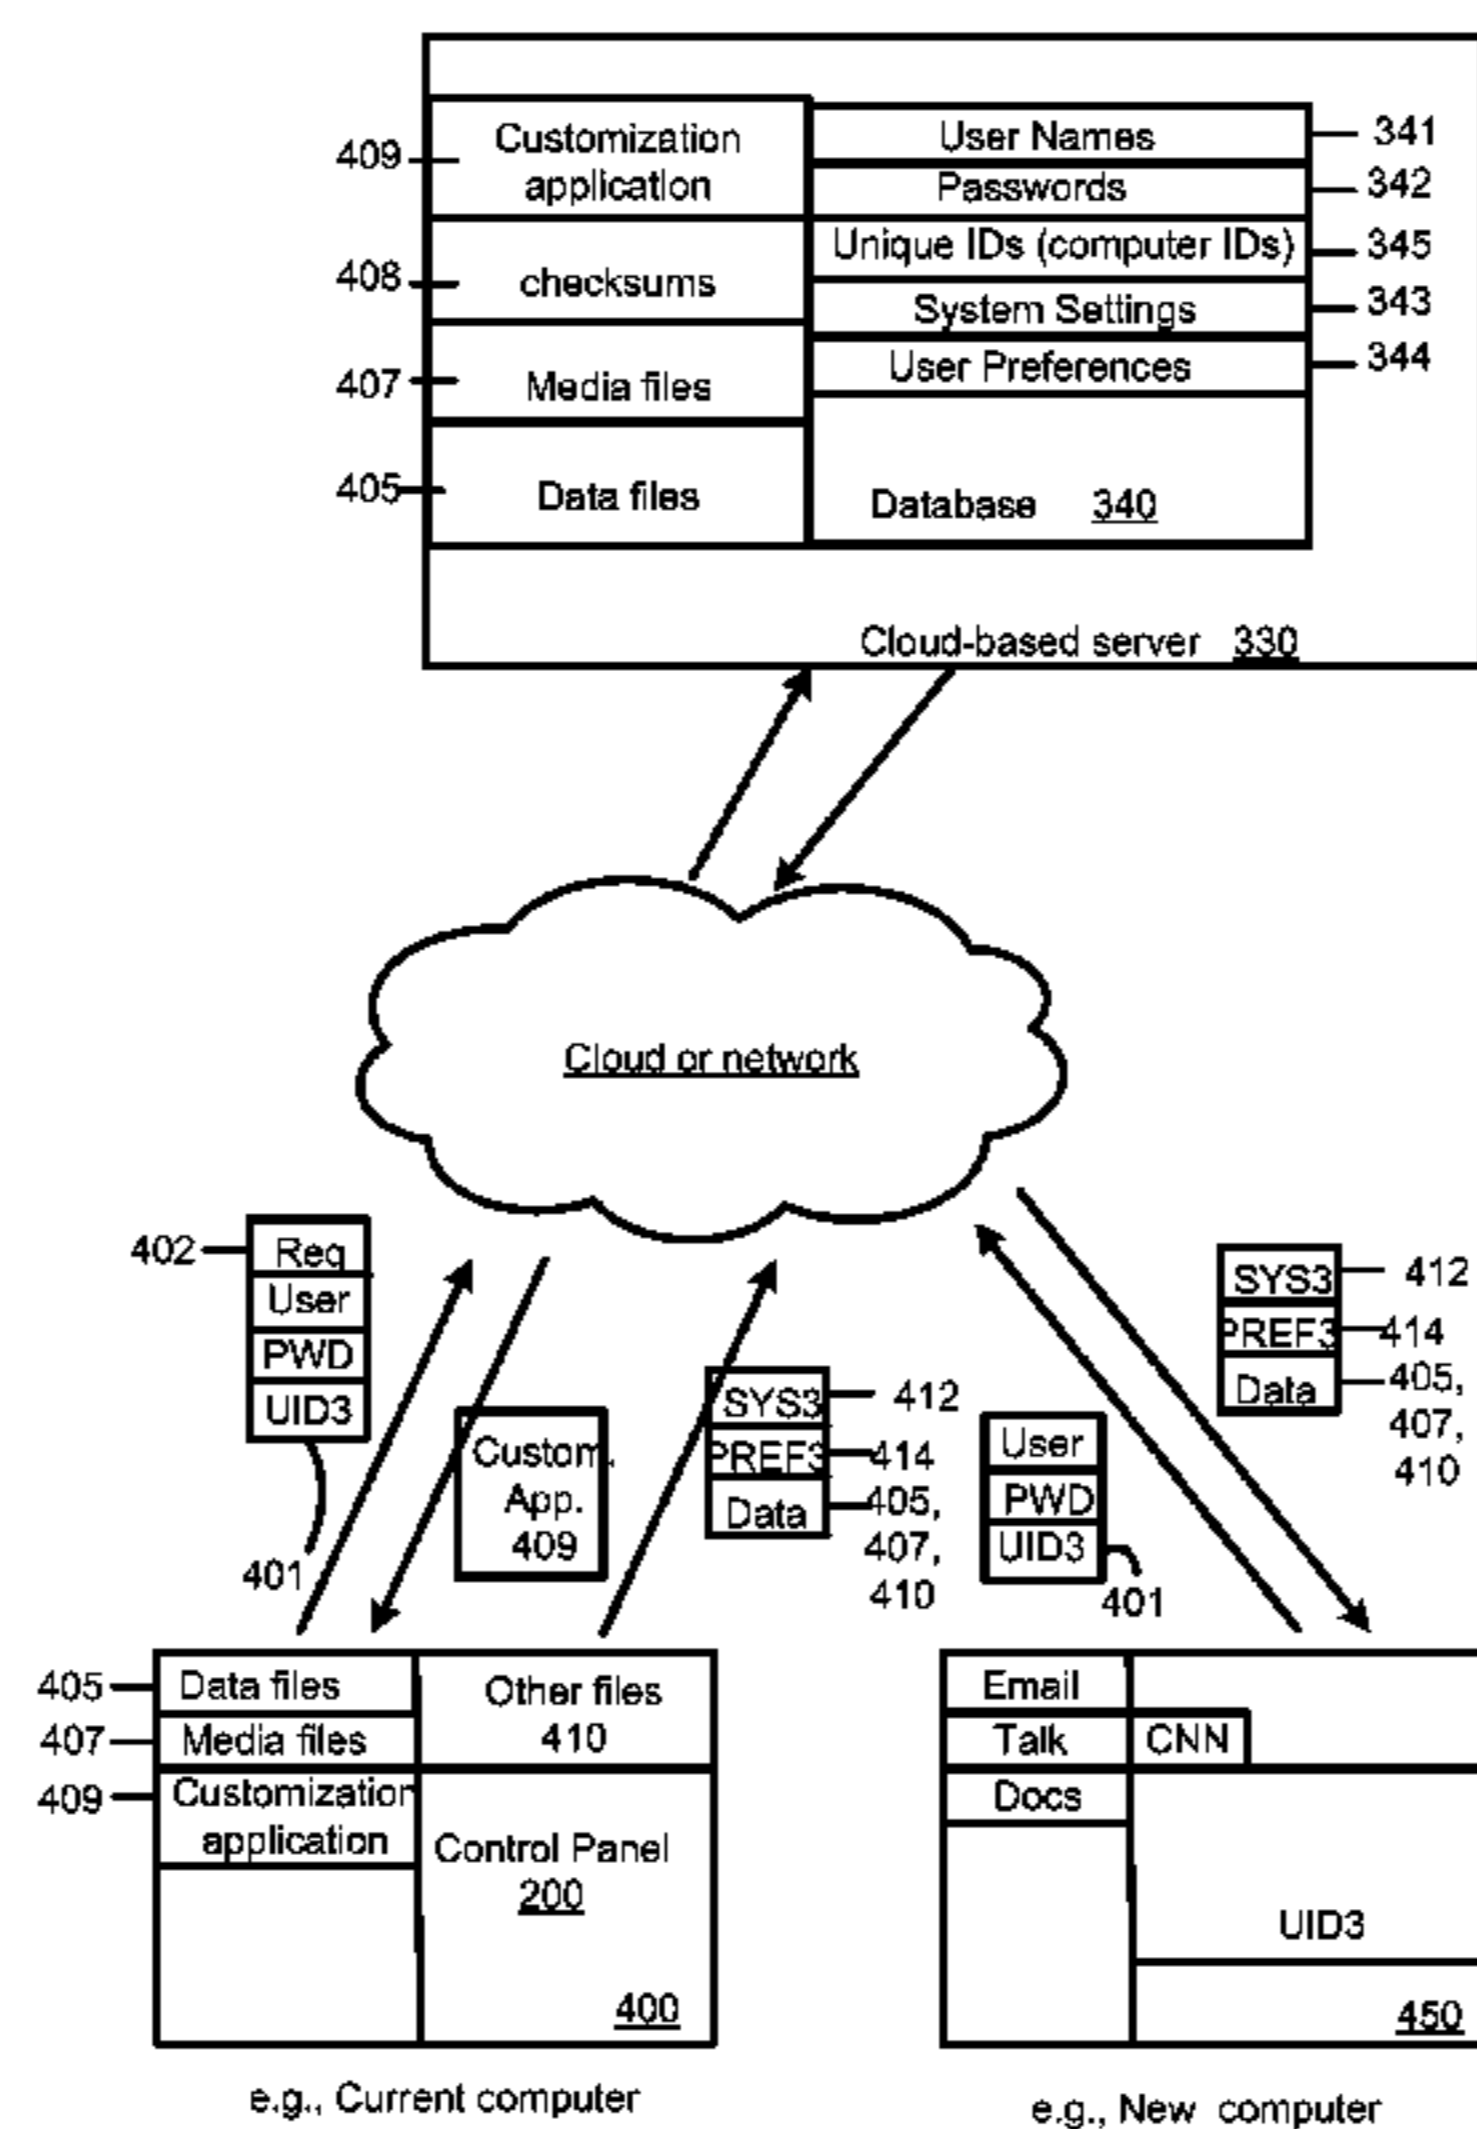 409
Customization
application
User Names
341
Passwords
342
Unique IDs (computer IDs)
345
408
checksums
System Settings
343
407
Media files
User Preferences
344
405
Data files
Database 340
Cloud-based server 330
Cloud or network
402
Req
User
PWD
UID3
401
Custom.
App.
409
SYS3
412
PREF3
414
Data
405,
407,
410
User
PWD
UID3
401
SYS3
412
PREF3
414
Data
405,
407,
410
405
Data files
407
Media files
409
Customization
application
Other files
410
Control Panel
200
400
e.g., Current computer
Email
Talk
CNN
Docs
UID3
450
e.g., New computer